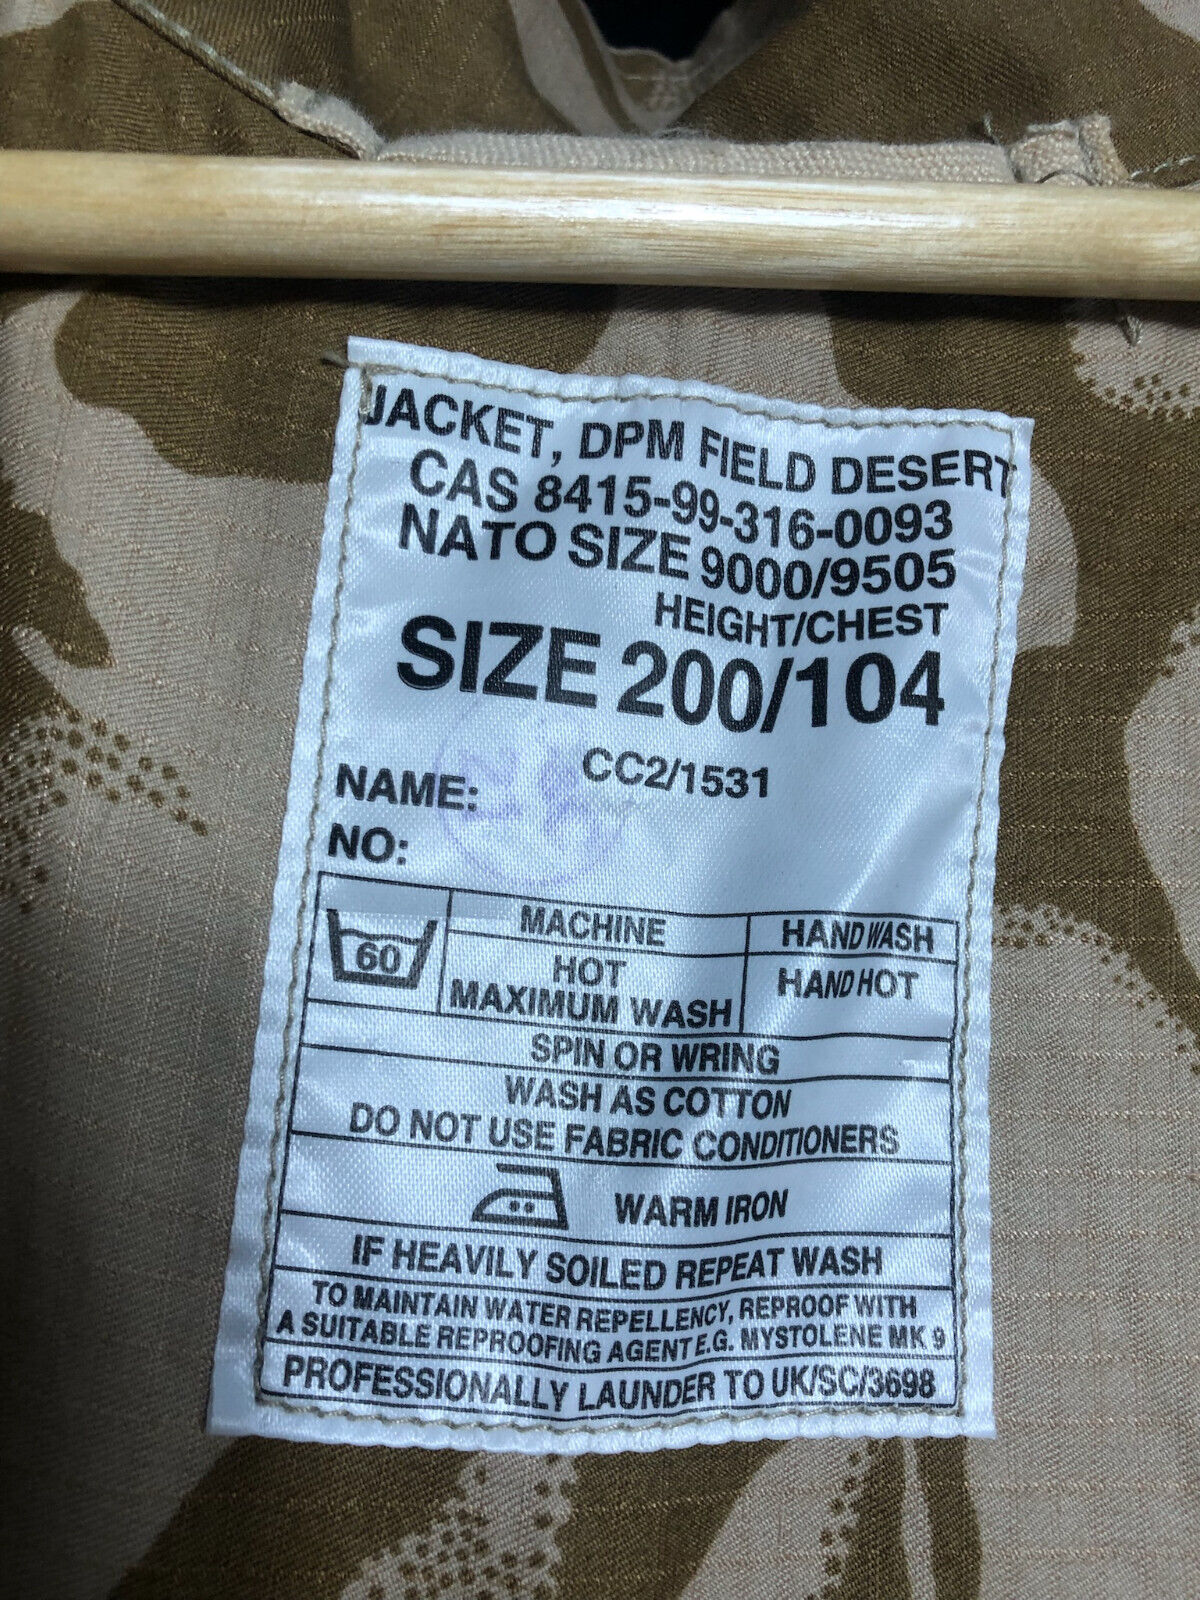 JACKET, DPM FIELD DESERT
CAS 8415-99-316-0093
NATO SIZE 9000/9505
HEIGHT/CHEST
SIZE 200/104
CC2/1531
NAME:
NO:
60
MACHINE
HAND WASH
HOT
MAXIMUM WASH
HAND HOT
SPIN OR WRING
WASH AS COTTON
DO NOT USE FABRIC CONDITIONERS
WARM IRON
IF HEAVILY SOILED REPEAT WASH
TO MAINTAIN WATER REPELLENCY, REPROOF WITH
A SUITABLE REPROOFING AGENT E.G. MYSTOLENE MK 9
PROFESSIONALLY LAUNDER TO UK/SC/3698